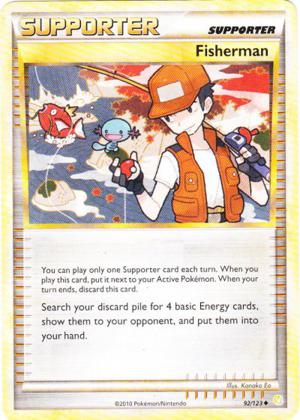 SUPPORTER
SUPPORTER
Fisherman
You can play only one Supporter card each turn. When you
play this card, put it next to your Active Pokémon. When your
turn ends, discard this card.
Search your discard pile for 4 basic Energy cards,
show them to your opponent, and put them into
your hand.
Illus. Kanako Eo
©2010 Pokémon/Nintendo
92/123